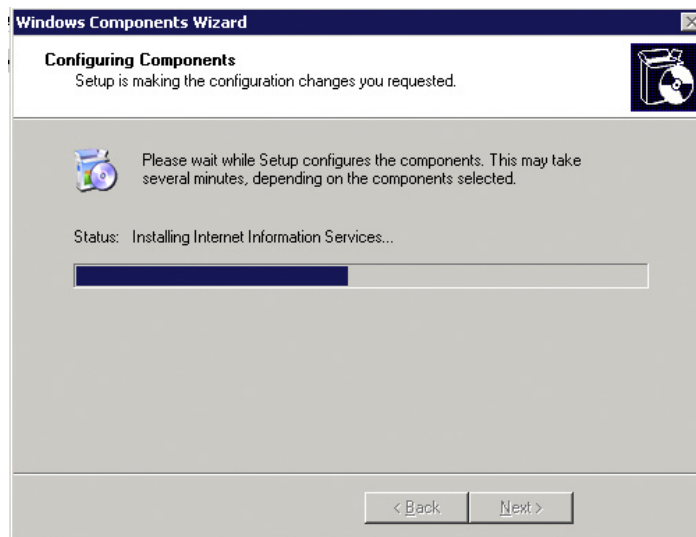 Windows Components Wizard
Configuring Components
Setup is making the configuration changes you requested.
Please wait while Setup configures the components. This may take
several minutes, depending on the components selected.
Status: Installing Internet Information Services...
< Back Next >